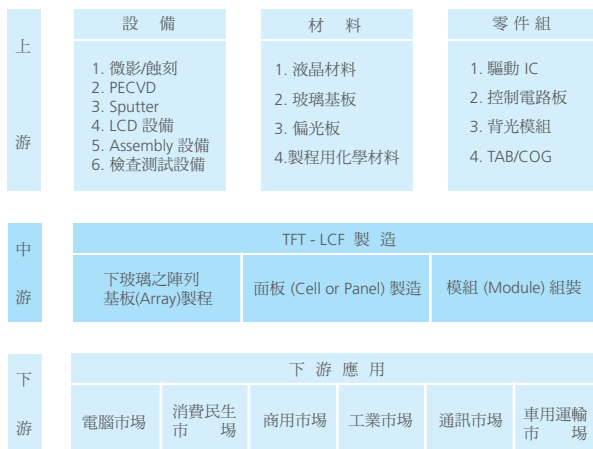 上游
設備
1. 微影/蝕刻
2. PECVD
3. Sputter
4. LCD 設備
5. Assembly 設備
6. 檢查測試設備
材料
1. 液晶材料
2. 玻璃基板
3. 偏光板
4.製程用化學材料
零件組
1. 驅動 IC
2. 控制電路板
3. 背光模組
4. TAB/COG
中游
TFT - LCF 製造
下玻璃之陣列
基板(Array)製程
面板 (Cell or Panel) 製造
模組 (Module) 組裝
下游
下游應用
電腦市場
消費民生
市場
商用市場
工業市場
通訊市場
車用運輸
市場